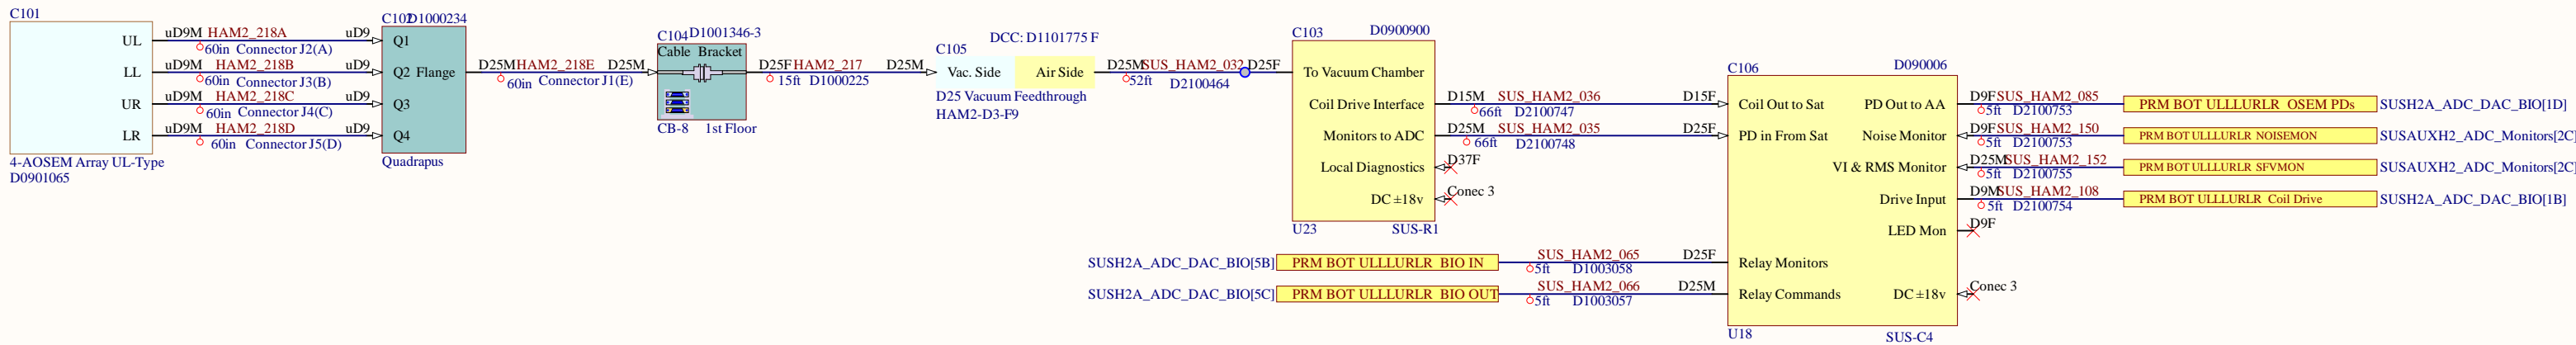 C101
UL
LL
UR
LR
4-AOSEM Array UL-Type
D0901065
uD9M HAM2_218A uD9
60in Connector J2(A)
uD9M HAM2_218B uD9
60in Connector J3(B)
uD9M HAM2_218C uD9
60in Connector J4(C)
uD9M HAM2_218D uD9
60in Connector J5(D)
C102 D1000234
Q1
Q2 Flange
Q3
Q4
Quadrapus
D25M HAM2_218E D25M
60in Connector J1(E)
C104 D1001346-3
Cable Bracket
CB-8 1st Floor
D25F HAM2_217 D25M
15ft D1000225
DCC: D1101775 F
C105
Vac. Side Air Side
D25 Vacuum Feedthrough
HAM2-D3-F9
D25M SUS_HAM2_032 D25F
52ft D2100464
C103 D0900900
To Vacuum Chamber
Coil Drive Interface
Monitors to ADC
Local Diagnostics
DC ±18v
U23 SUS-R1
D15M SUS_HAM2_036 D15F
66ft D2100747
D25M SUS_HAM2_035 D25F
66ft D2100748
D37F
Conec 3
SUSH2A_ADC_DAC_BIO[5B] PRM BOT ULLLURLR BIO IN SUS_HAM2_065 D25F
5ft D1003058
SUSH2A_ADC_DAC_BIO[5C] PRM BOT ULLLURLR BIO OUT SUS_HAM2_066 D25M
5ft D1003057
C106 D090006
Coil Out to Sat PD Out to AA
PD in From Sat Noise Monitor
VI & RMS Monitor
Drive Input
LED Mon
Relay Monitors
Relay Commands DC ±18v
U18 SUS-C4
D9F SUS_HAM2_085 PRM BOT ULLLURLR OSEM PDs SUSH2A_ADC_DAC_BIO[1D]
5ft D2100753
D9F SUS_HAM2_150 PRM BOT ULLLURLR NOISEMON SUSAUXH2_ADC_Monitors[2C]
5ft D2100753
D25M SUS_HAM2_152 PRM BOT ULLLURLR SFVMON SUSAUXH2_ADC_Monitors[2C]
5ft D2100755
D9M SUS_HAM2_108 PRM BOT ULLLURLR Coil Drive SUSH2A_ADC_DAC_BIO[1B]
5ft D2100754
D9F
Conec 3